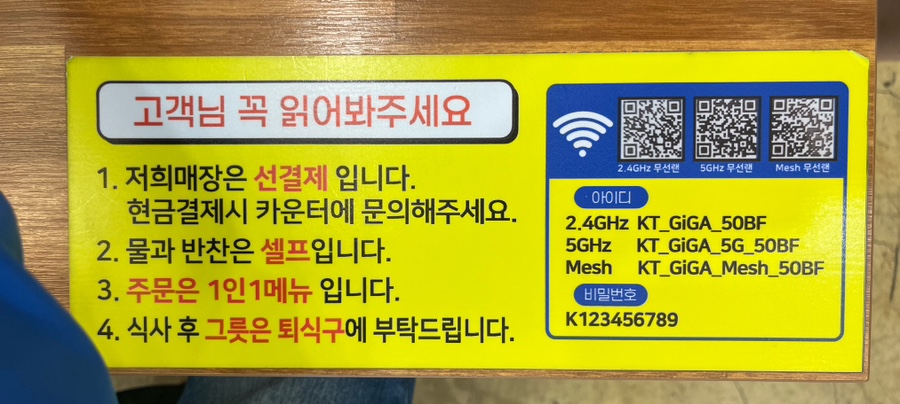 고객님 꼭 읽어봐주세요
1. 저희매장은 선결제 입니다.
현금결제시 카운터에 문의해주세요.
2. 물과 반찬은 셀프입니다.
3. 주문은 1인1메뉴 입니다.
4. 식사 후 그릇은 퇴식구에 부탁드립니다.
2.4GHz 무선랜 5GHz 무선랜 Mesh 무선랜
아이디
2.4GHz KT_GiGA_50BF
5GHz KT_GiGA_5G_50BF
Mesh KT_GiGA_Mesh_50BF
비밀번호
K123456789